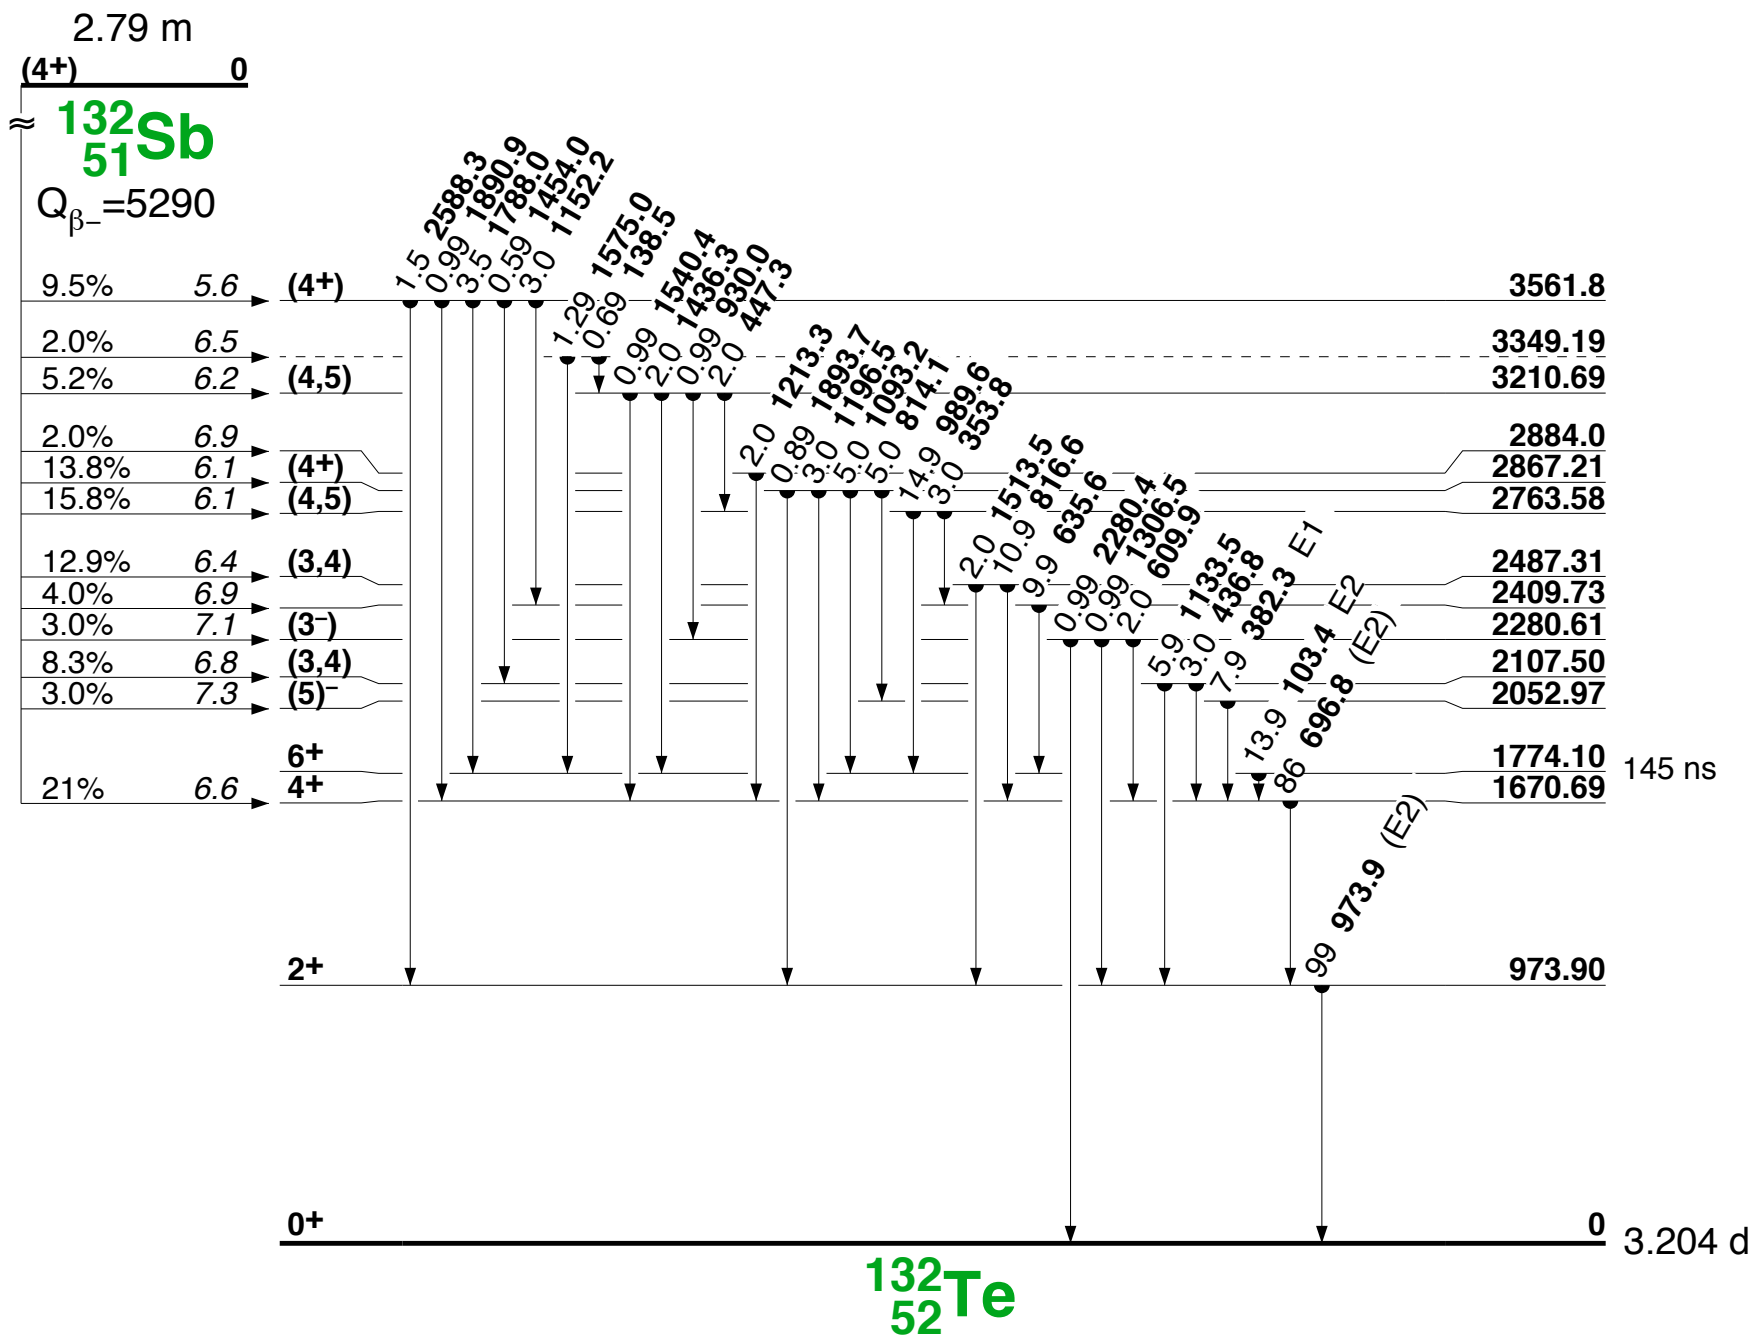 2.79 m
(4+) 0
≈
132
51Sb
Qβ−=5290
1.5 2588.3
0.99 1890.9
3.5 1788.0
0.59 1454.0
3.0 1152.2
1.29 1575.0
0.69 138.5
0.99 1540.4
2.0 1436.3
0.99 930.0
2.0 447.3
2.0 1213.3
0.89 1893.7
3.0 1196.5
5.0 1093.2
5.0 814.1
14.9 989.6
3.0 353.8
2.0 1513.5
10.9 816.6
9.9 635.6
0.99 2280.4
0.99 1306.5
2.0 609.9
5.9 1133.5
3.0 436.8
7.9 382.3 E1
13.9 103.4 E2
86 696.8 (E2)
99 973.9 (E2)
9.5% 5.6 (4+) 3561.8
2.0% 6.5 3349.19
5.2% 6.2 (4,5) 3210.69
2.0% 6.9 2884.0
13.8% 6.1 (4+) 2867.21
15.8% 6.1 (4,5) 2763.58
12.9% 6.4 (3,4) 2487.31
4.0% 6.9 2409.73
3.0% 7.1 (3−) 2280.61
8.3% 6.8 (3,4) 2107.50
3.0% 7.3 (5)− 2052.97
6+ 1774.10 145 ns
21% 6.6 4+ 1670.69
2+ 973.90
0+ 0 3.204 d
132
52Te